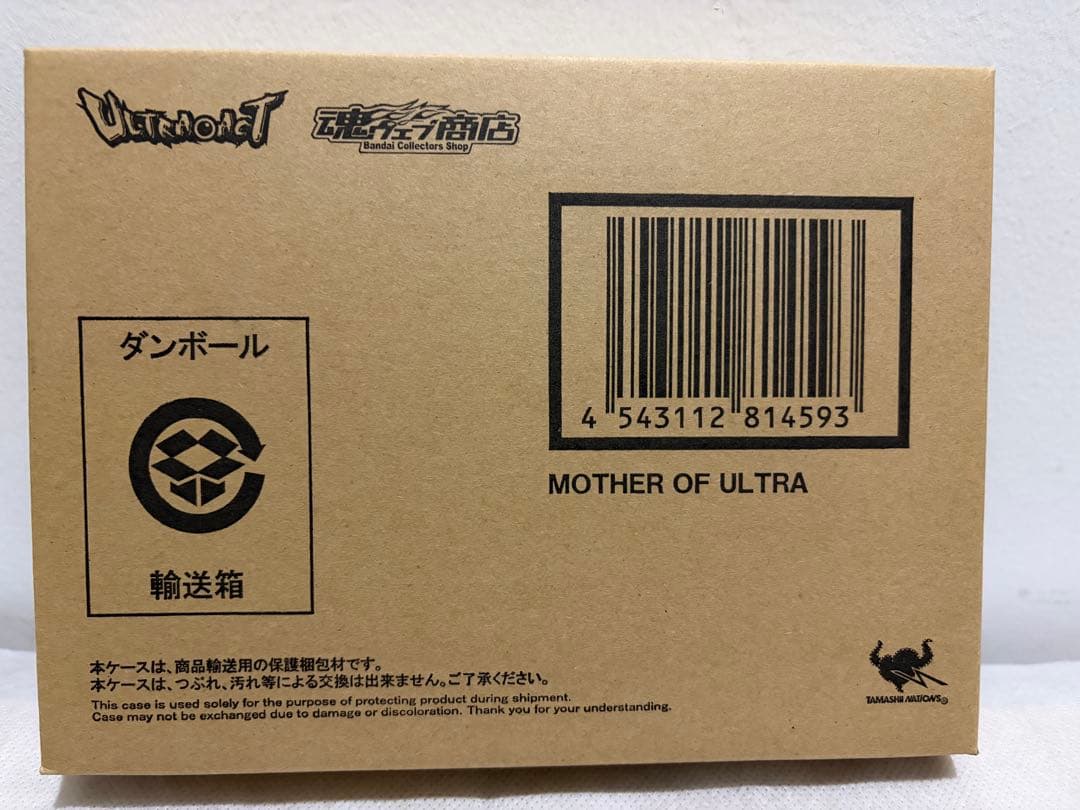 ULTRA-ACT
魂ウェブ商店
Bandai Collectors Shop
4 543112 814593
MOTHER OF ULTRA
ダンボール
輸送箱
本ケースは、商品輸送用の保護梱包材です。
本ケースは、つぶれ、汚れ等による交換は出来ません。ご了承ください。
This case is used solely for the purpose of protecting product during shipment.
Case may not be exchanged due to damage or discoloration. Thank you for your understanding.
TAMASHII NATIONS